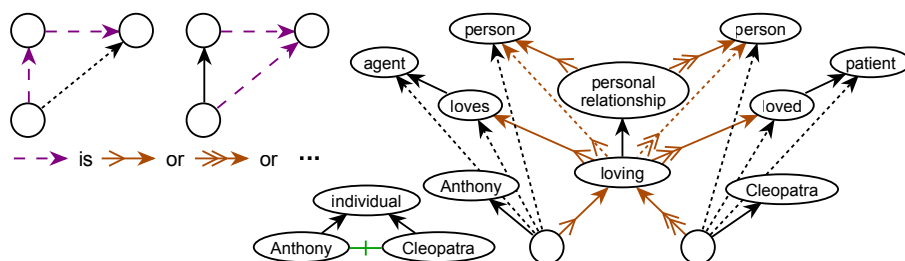 person
person
agent
patient
personal
relationship
loves
loved
is or or ...
loving
Anthony
Cleopatra
individual
Anthony
Cleopatra